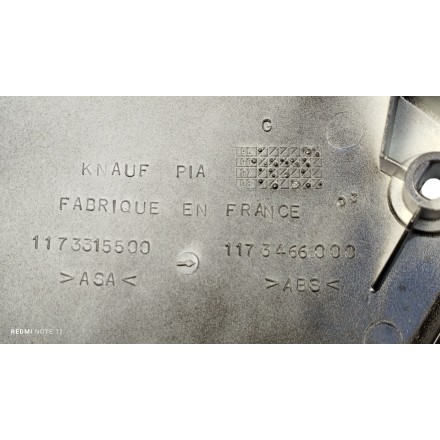 G
KNAUF PIA
FABRIQUE EN FRANCE
1173315500 1173466000
>ASA< >ABS<
REDMI NOTE 13